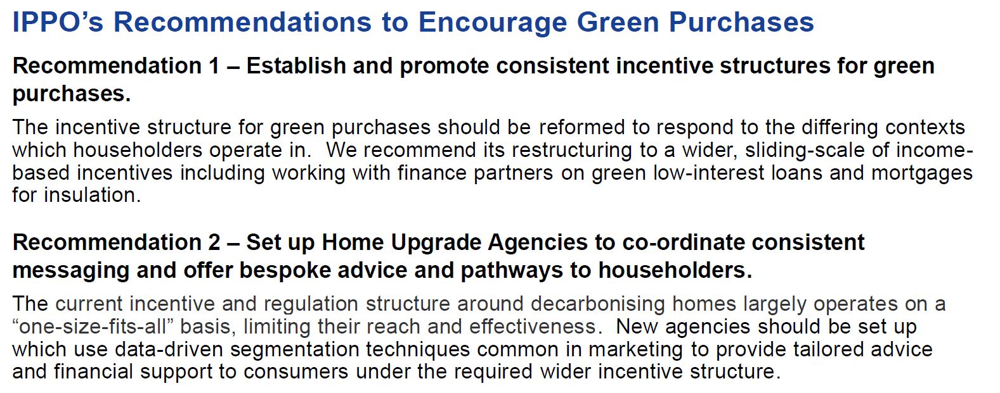 IPPO’s Recommendations to Encourage Green Purchases
Recommendation 1 – Establish and promote consistent incentive structures for green
purchases.
The incentive structure for green purchases should be reformed to respond to the differing contexts
which householders operate in.  We recommend its restructuring to a wider, sliding-scale of income-
based incentives including working with finance partners on green low-interest loans and mortgages
for insulation.
Recommendation 2 – Set up Home Upgrade Agencies to co-ordinate consistent
messaging and offer bespoke advice and pathways to householders.
The current incentive and regulation structure around decarbonising homes largely operates on a
“one-size-fits-all” basis, limiting their reach and effectiveness.  New agencies should be set up
which use data-driven segmentation techniques common in marketing to provide tailored advice
and financial support to consumers under the required wider incentive structure.